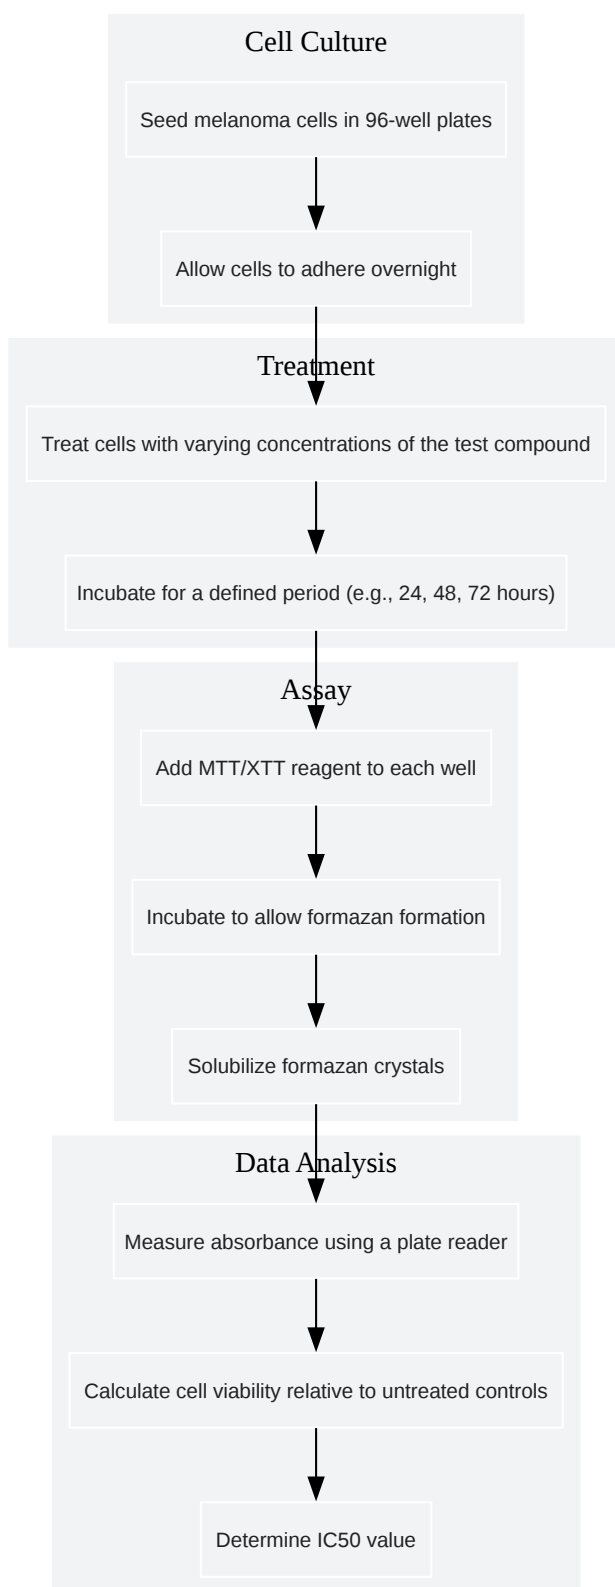 Cell Culture
Seed melanoma cells in 96-well plates
Allow cells to adhere overnight
Treatment
Treat cells with varying concentrations of the test compound
Incubate for a defined period (e.g., 24, 48, 72 hours)
Assay
Add MTT/XTT reagent to each well
Incubate to allow formazan formation
Solubilize formazan crystals
Data Analysis
Measure absorbance using a plate reader
Calculate cell viability relative to untreated controls
Determine IC50 value